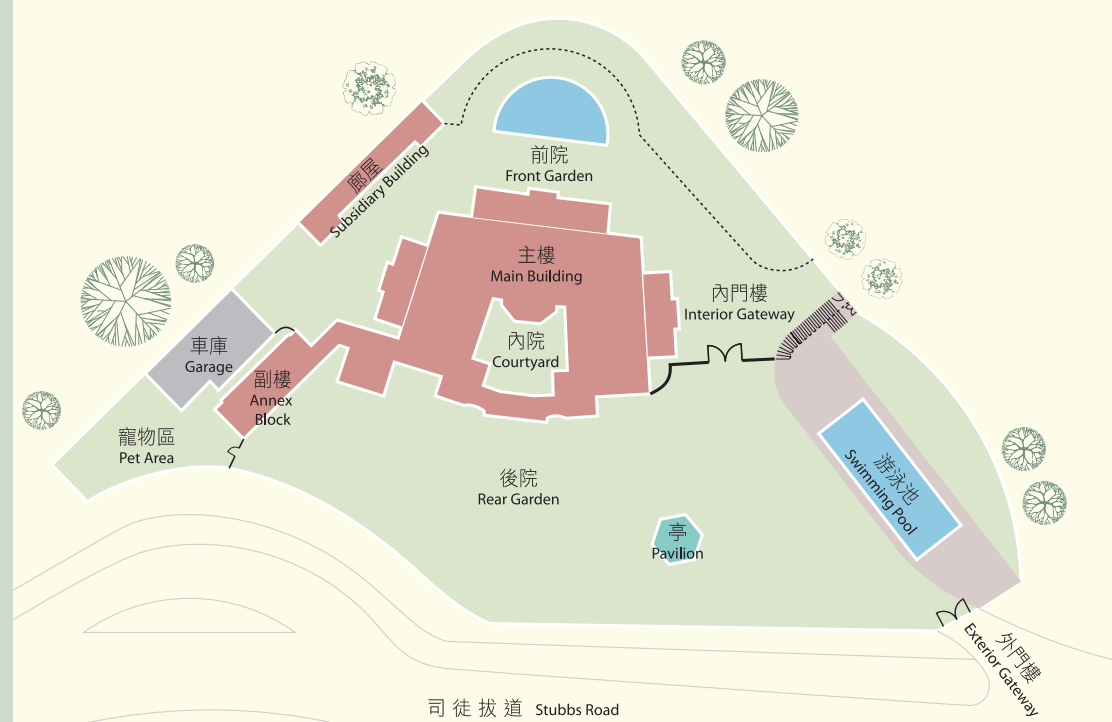 前院
Front Garden
廊屋
Subsidiary Building
主樓
Main Building
內門樓
Interior Gateway
內院
Courtyard
車庫
Garage
副樓
Annex
Block
寵物區
Pet Area
後院
Rear Garden
游泳池
Swimming Pool
亭
Pavilion
外門樓
Exterior Gateway
司徒拔道 Stubbs Road